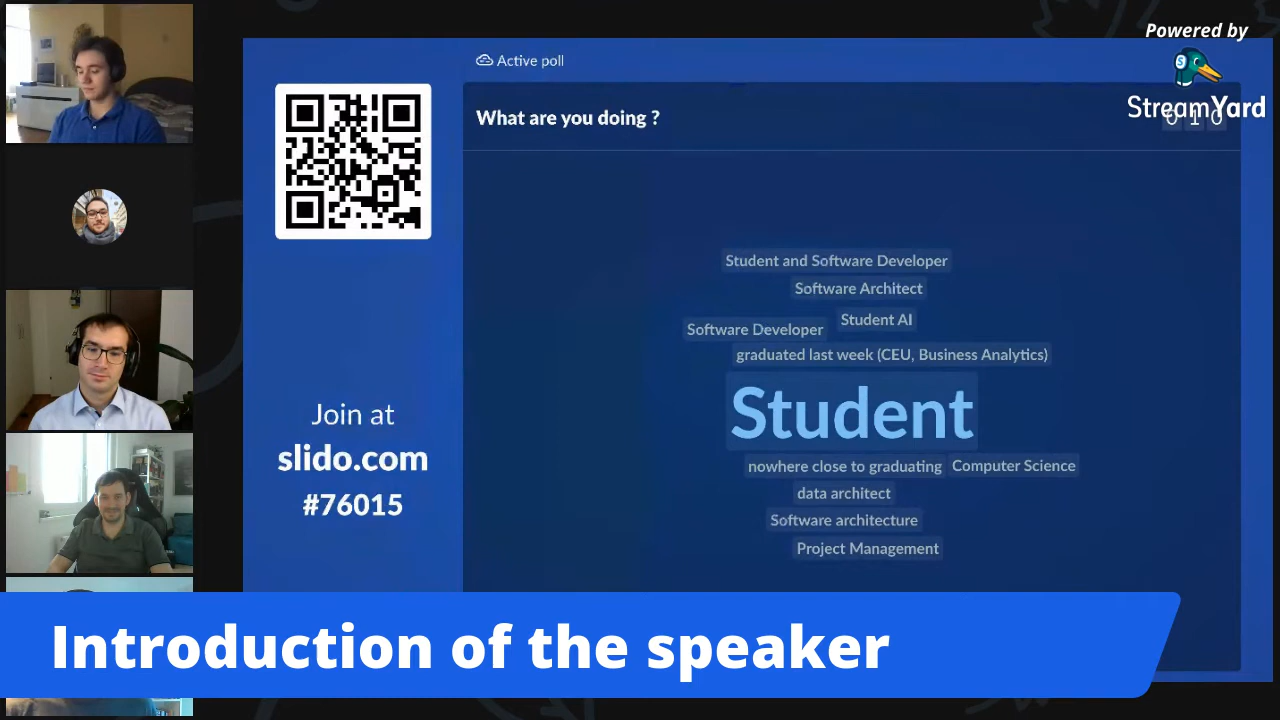 Powered by
StreamYard
Active poll
What are you doing ?
Student and Software Developer
Software Architect
Student AI
Software Developer
graduated last week (CEU, Business Analytics)
Student
nowhere close to graduating
Computer Science
data architect
Software architecture
Project Management
Join at
slido.com
#76015
Introduction of the speaker